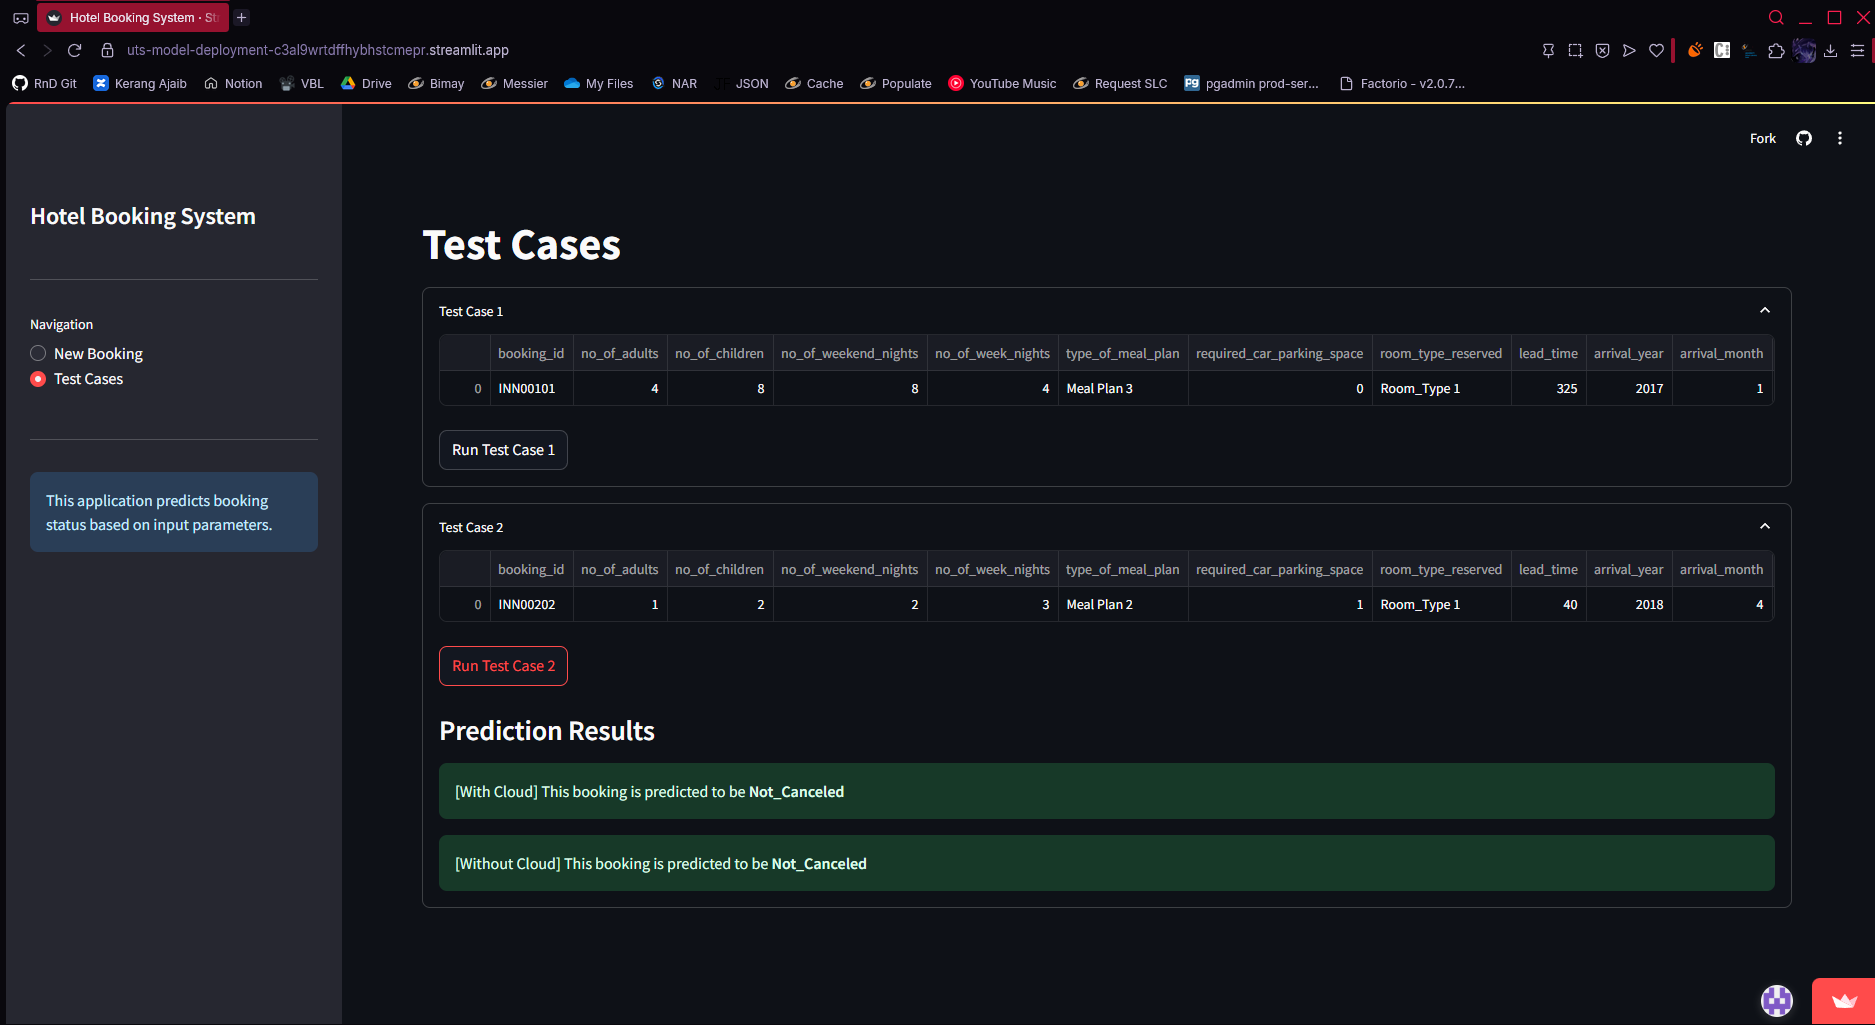 Hotel Booking System · St
uts-model-deployment-c3al9wrtdffhybhstcmepr.streamlit.app
RnD Git Kerang Ajaib Notion VBL Drive Bimay Messier My Files NAR JSON Cache Populate YouTube Music Request SLC pgadmin prod-ser... Factorio - v2.0.7...
Fork
Hotel Booking System
Navigation
New Booking
Test Cases
This application predicts booking
status based on input parameters.
Test Cases
Test Case 1
booking_id no_of_adults no_of_children no_of_weekend_nights no_of_week_nights type_of_meal_plan required_car_parking_space room_type_reserved lead_time arrival_year arrival_month
0 INN00101 4 8 8 4 Meal Plan 3 0 Room_Type 1 325 2017 1
Run Test Case 1
Test Case 2
booking_id no_of_adults no_of_children no_of_weekend_nights no_of_week_nights type_of_meal_plan required_car_parking_space room_type_reserved lead_time arrival_year arrival_month
0 INN00202 1 2 2 3 Meal Plan 2 1 Room_Type 1 40 2018 4
Run Test Case 2
Prediction Results
[With Cloud] This booking is predicted to be Not_Canceled
[Without Cloud] This booking is predicted to be Not_Canceled